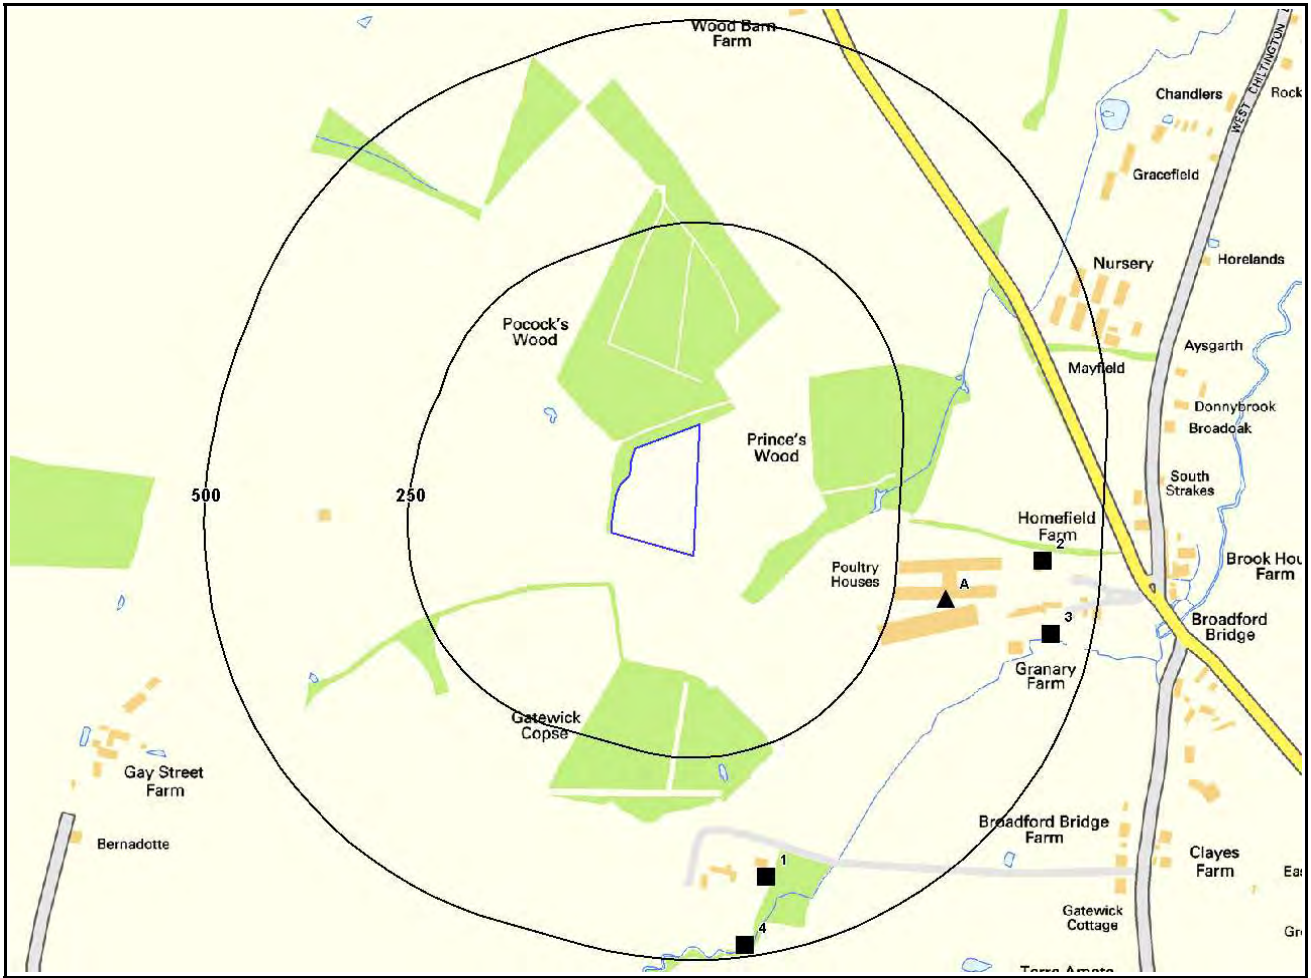 Wood Barn
Farm
WEST CHILTINGTON
Chandlers
Rock
Gracefield
Horelands
Nursery
Pocock's
Wood
Aysgarth
Mayfield
Donnybrook
Broadoak
Prince's
Wood
500
250
South
Strakes
Homefield
Farm
2
Poultry
Houses
A
Brook Hou
Farm
3
Broadford
Bridge
Granary
Farm
Gatewick
Copse
Gay Street
Farm
Bernadotte
Broadford Bridge
Farm
1
Clayes
Farm
Eas
Gatewick
Cottage
4
Gr